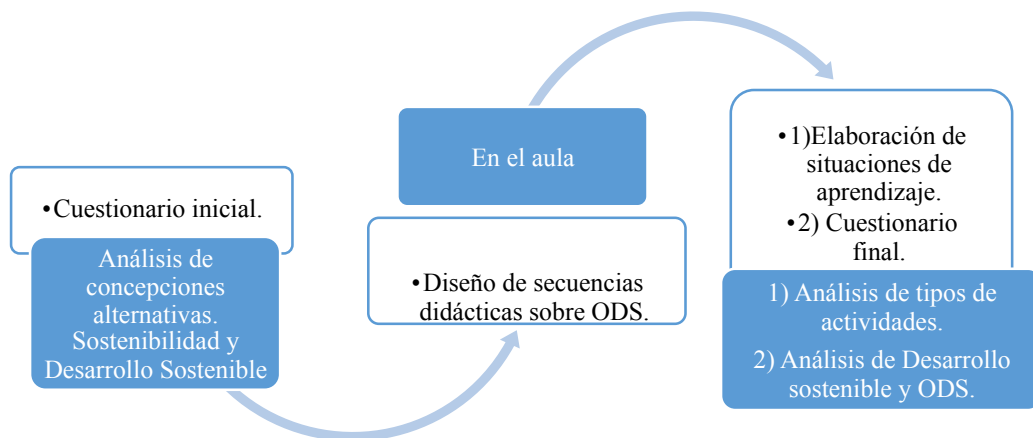 •Cuestionario inicial.
Análisis de
concepciones
alternativas.
Sostenibilidad y
Desarrollo Sostenible
En el aula
•Diseño de secuencias
didácticas sobre ODS.
•1)Elaboración de
situaciones de
aprendizaje.
•2) Cuestionario
final.
1) Análisis de tipos de
actividades.
2) Análisis de Desarrollo
sostenible y ODS.